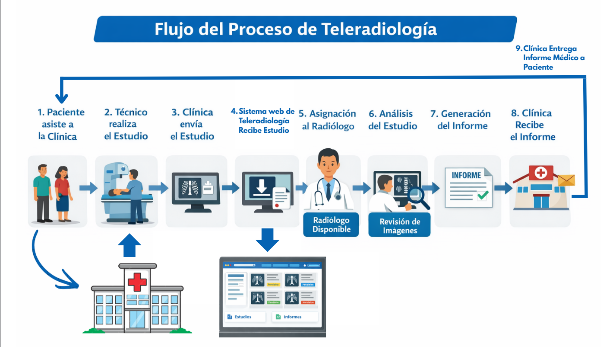 Flujo del Proceso de Teleradiología
9. Clínica Entrega
Informe Médico a
Paciente
1. Paciente
asiste a
la Clínica
2. Técnico
realiza
el Estudio
3. Clínica
envía
el Estudio
4. Sistema web de
Teleradiología
Recibe Estudio
5. Asignación
al Radiólogo
6. Análisis
del Estudio
7. Generación
del Informe
8. Clínica
Recibe
el Informe
INFORME
Radiólogo
Disponible
Revisión de
Imágenes
Estudios
Informes